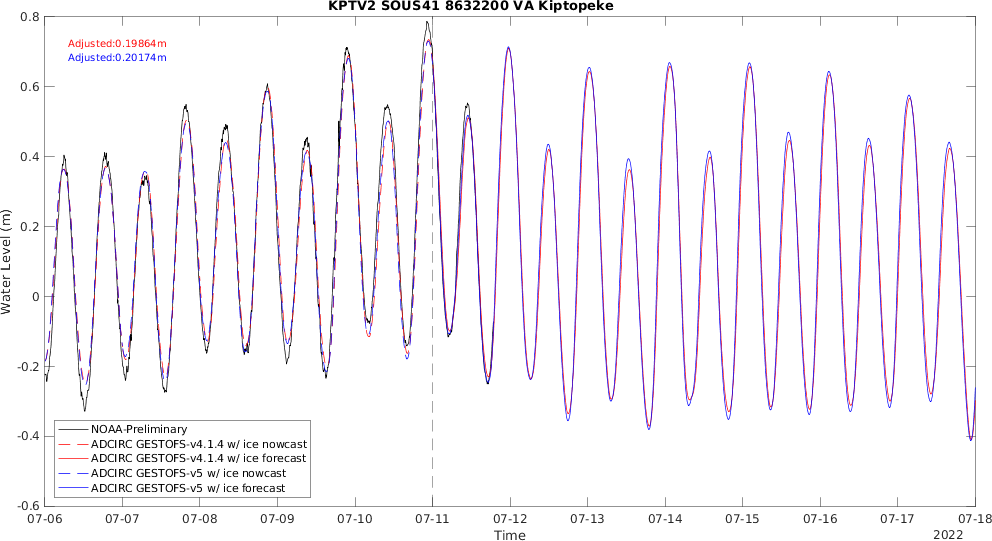 KPTV2 SOUS41 8632200 VA Kiptopeke
Adjusted:0.19864m
Adjusted:0.20174m
0.8
0.6
0.4
0.2
0
-0.2
-0.4
-0.6
Water Level (m)
NOAA-Preliminary
ADCIRC GESTOFS-v4.1.4 w/ ice nowcast
ADCIRC GESTOFS-v4.1.4 w/ ice forecast
ADCIRC GESTOFS-v5 w/ ice nowcast
ADCIRC GESTOFS-v5 w/ ice forecast
07-06 07-07 07-08 07-09 07-10 07-11 07-12 07-13 07-14 07-15 07-16 07-17 07-18
Time
2022